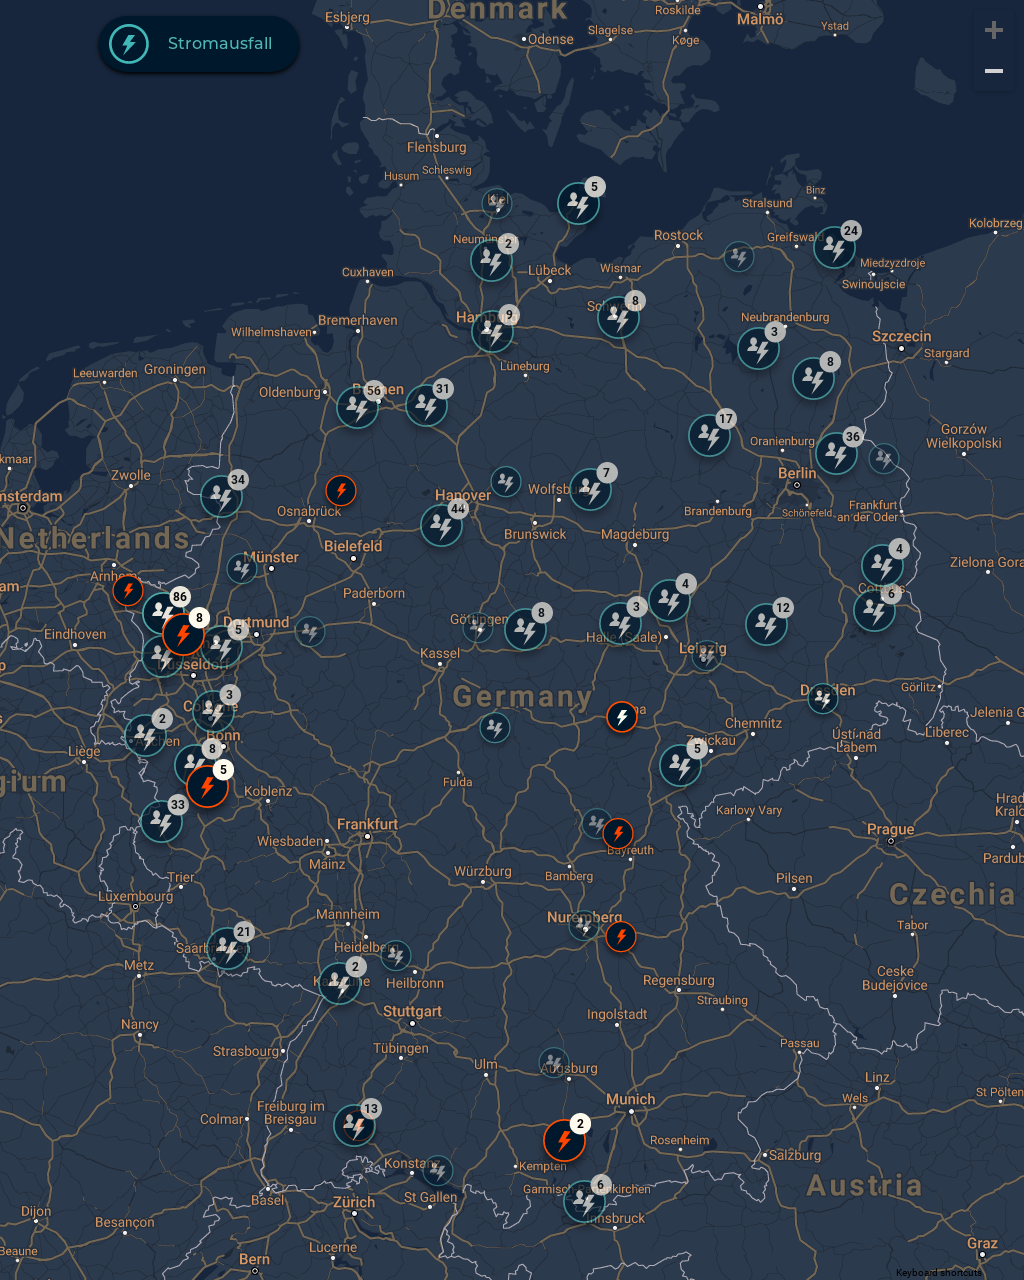 Denmark
Esbjerg
Roskilde
Malmö
Stromausfall
Odense
Slagelse
Køge
Ystad
Flensburg
Schleswig
Husum
Kiel
5
Binz
Stralsund
Neumünster
2
Rostock
Greifswald
24
Kolobrzeg
Cuxhaven
Lübeck
Wismar
Miedzyzdroje
Swinoujscie
Bremerhaven
Hamburg
9
Schwerin
8
Neubrandenburg
3
Wilhelmshaven
Szczecin
Stargard
Groningen
Leeuwarden
Lüneburg
8
Oldenburg
Bremen
56
31
17
Oranienburg
36
Gorzów
Wielkopolski
kmaar
Zwolle
34
Hanover
44
Wolfsburg
7
Berlin
msterdam
Osnabrück
Brandenburg
Schönefeld
Frankfurt
an der Oder
Netherlands
Bielefeld
Brunswick
Magdeburg
4
Zielona Gora
Münster
Arnhem
am
86
Paderborn
4
Cottbus
6
8
Dortmund
5
Göttingen
8
3
Halle (Saale)
12
Eindhoven
Düsseldorf
Kassel
Leipzig
Germany
3
Cologne
Dresden
Görlitz
Jelenia G
2
Aachen
Bonn
Chemnitz
Zwickau
5
Ústí nad
Labem
Liberec
Liège
8
5
gium
Koblenz
Fulda
33
Frankfurt
Karlovy Vary
Hrad
Kralo
Prague
Wiesbaden
Mainz
Bayreuth
Pardub
Trier
Würzburg
Bamberg
Pilsen
Luxembourg
Czechia
Mannheim
Nuremberg
Tabor
21
Heidelberg
Metz
2
Heilbronn
Regensburg
Ceske
Budejovice
Straubing
Stuttgart
Ingolstadt
Nancy
Strasbourg
Tübingen
Passau
Ulm
Augsburg
Linz
Wels
St Pölten
Freiburg im
Breisgau
13
Colmar
Munich
2
Rosenheim
Salzburg
Konstanz
Kempten
Austria
Basel
Zürich
St Gallen
6
Innsbruck
Dijon
Besançon
Beaune
Lucerne
Bern
Graz
Keyboard shortcuts